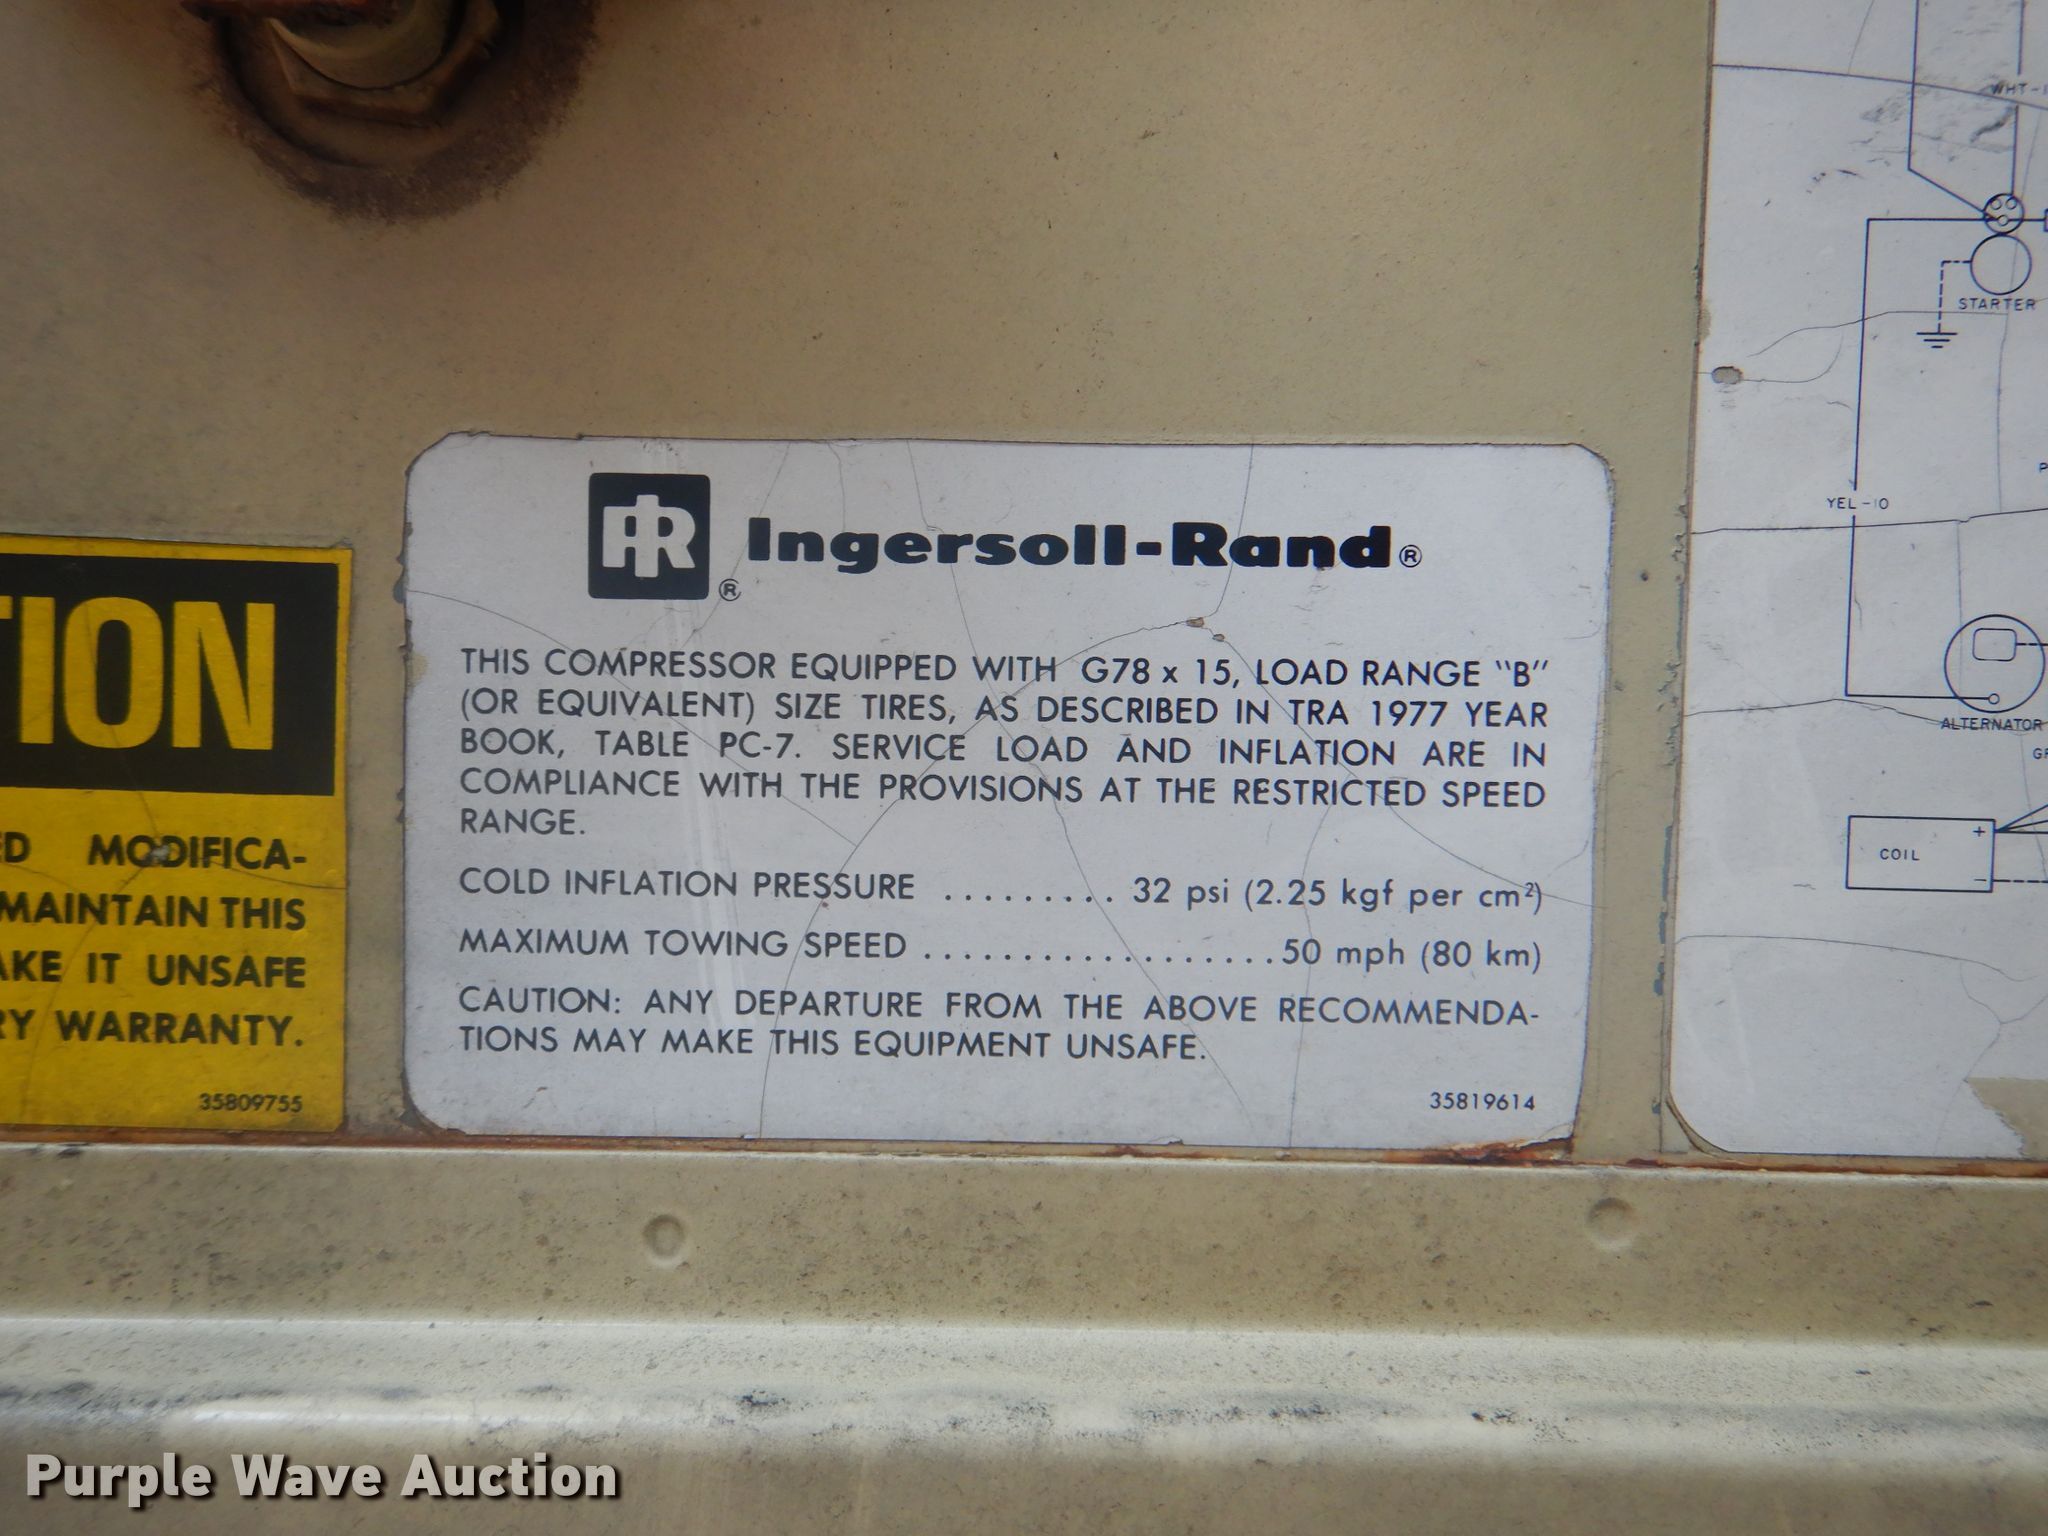 IR® Ingersoll-Rand®
THIS COMPRESSOR EQUIPPED WITH G78 x 15, LOAD RANGE "B"
(OR EQUIVALENT) SIZE TIRES, AS DESCRIBED IN TRA 1977 YEAR
BOOK, TABLE PC-7. SERVICE LOAD AND INFLATION ARE IN
COMPLIANCE WITH THE PROVISIONS AT THE RESTRICTED SPEED
RANGE.
COLD INFLATION PRESSURE ......... 32 psi (2.25 kgf per cm²)
MAXIMUM TOWING SPEED .................. 50 mph (80 km)
CAUTION: ANY DEPARTURE FROM THE ABOVE RECOMMENDA-
TIONS MAY MAKE THIS EQUIPMENT UNSAFE.
35819614
TION
ED MODIFICA-
MAINTAIN THIS
AKE IT UNSAFE
RY WARRANTY.
35809755
WHT-1
STARTER
YEL-10
ALTERNATOR
COIL
+
-
Purple Wave Auction